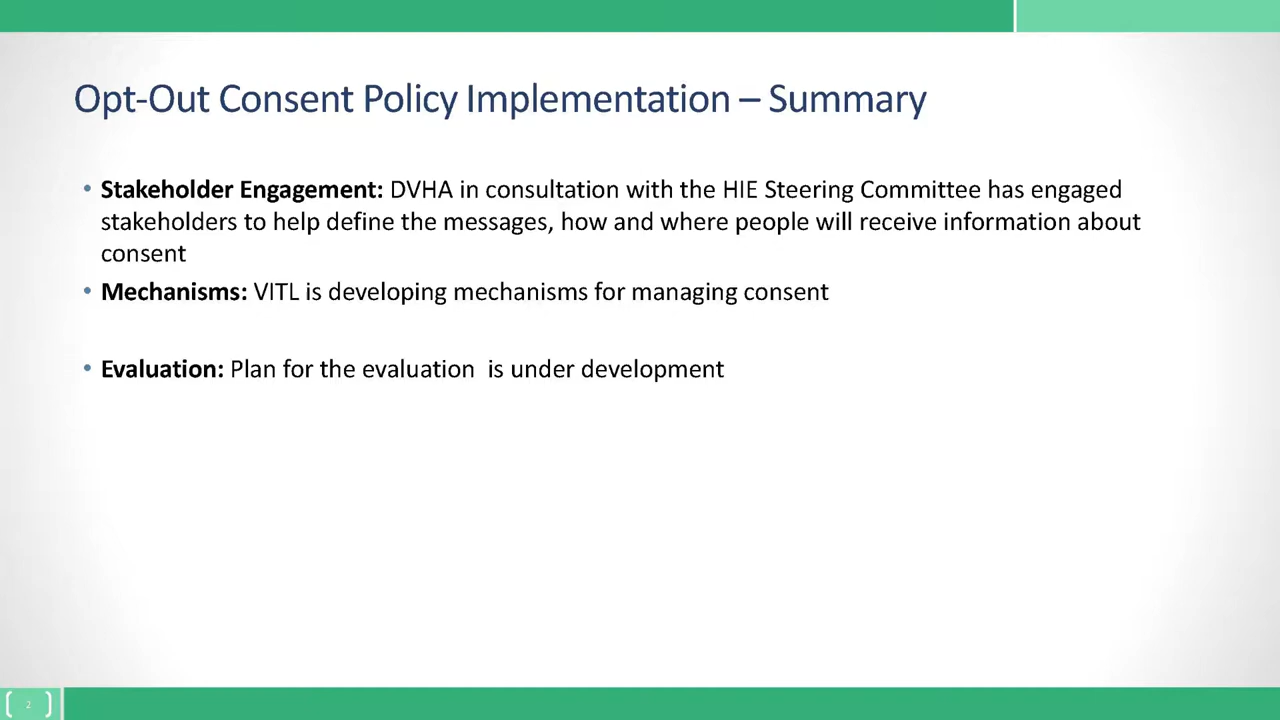 Opt-Out Consent Policy Implementation – Summary
• Stakeholder Engagement: DVHA in consultation with the HIE Steering Committee has engaged
stakeholders to help define the messages, how and where people will receive information about
consent
• Mechanisms: VITL is developing mechanisms for managing consent
• Evaluation: Plan for the evaluation  is under development
2